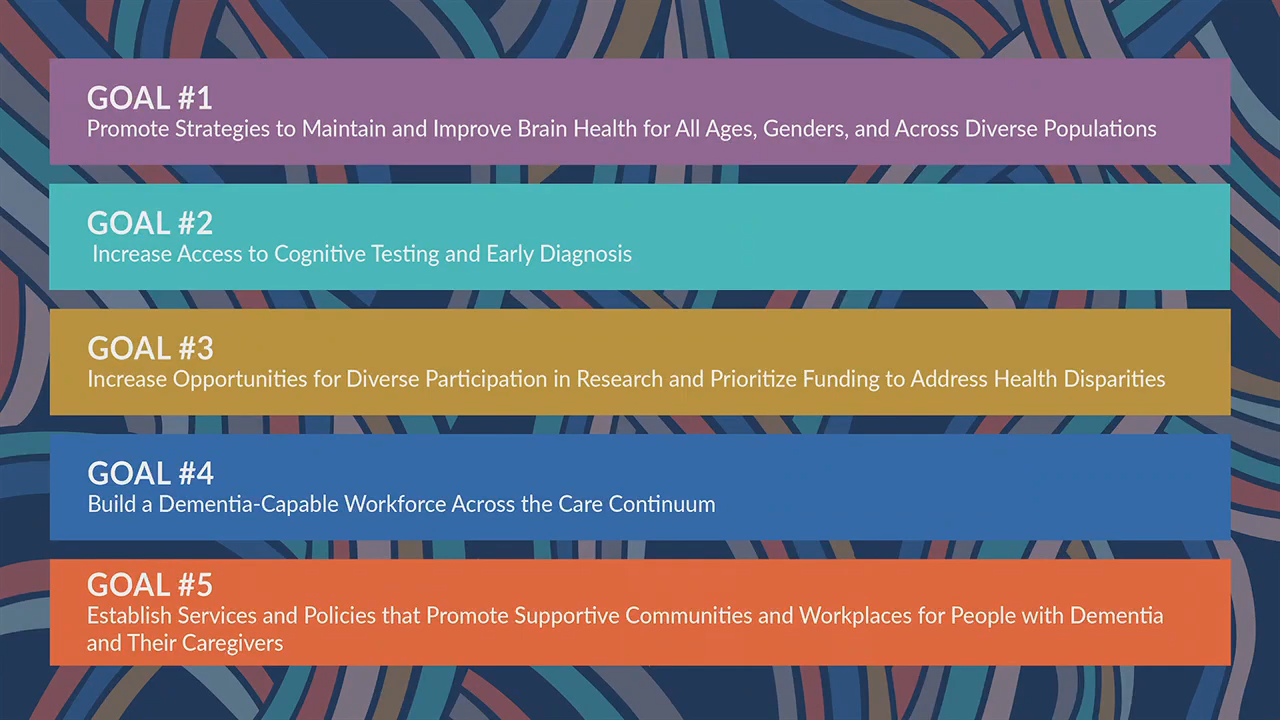 GOAL #1
Promote Strategies to Maintain and Improve Brain Health for All Ages, Genders, and Across Diverse Populations
GOAL #2
Increase Access to Cognitive Testing and Early Diagnosis
GOAL #3
Increase Opportunities for Diverse Participation in Research and Prioritize Funding to Address Health Disparities
GOAL #4
Build a Dementia-Capable Workforce Across the Care Continuum
GOAL #5
Establish Services and Policies that Promote Supportive Communities and Workplaces for People with Dementia
and Their Caregivers